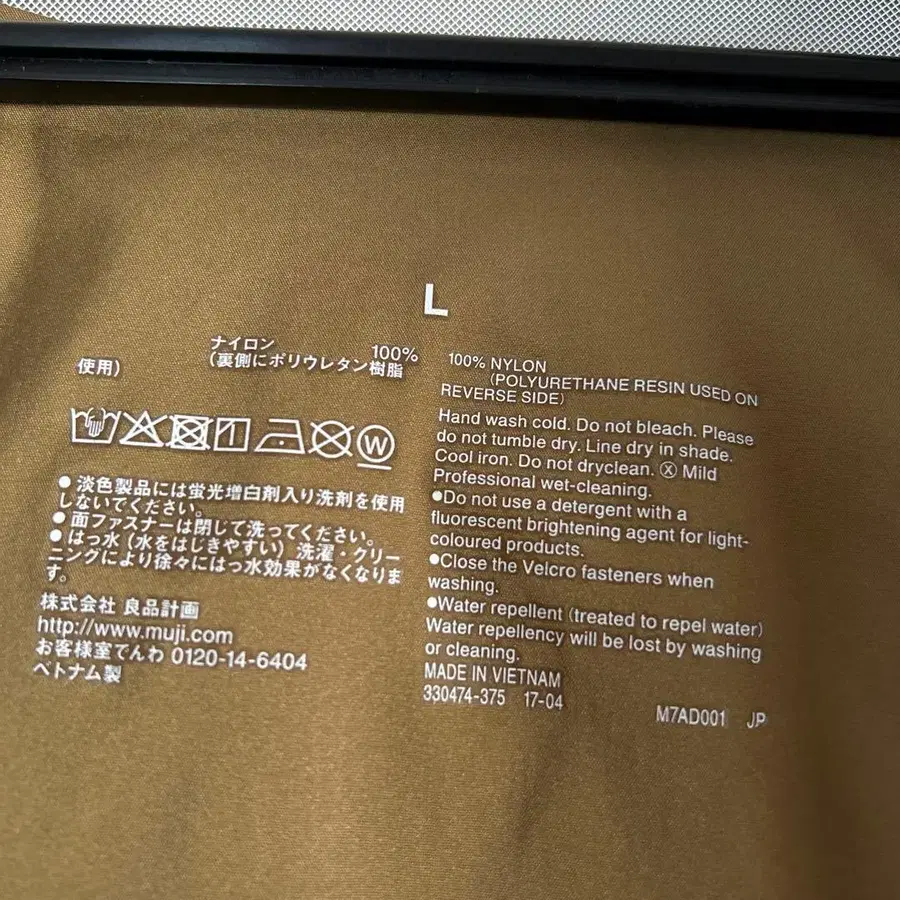 L
ナイロン 100%
(裏側にポリウレタン樹脂
使用)
W
● 淡色製品には蛍光増白剤入り洗剤を使用
しないでください。
● 面ファスナーは閉じて洗ってください。
● はっ水（水をはじきやすい）洗濯・クリー
ニングにより徐々にはっ水効果がなくなりま
す。
株式会社 良品計画
http://www.muji.com
お客様室でんわ 0120-14-6404
ベトナム製
100% NYLON
(POLYURETHANE RESIN USED ON
REVERSE SIDE)
Hand wash cold. Do not bleach. Please
do not tumble dry. Line dry in shade.
Cool iron. Do not dryclean. Ⓧ Mild
Professional wet-cleaning.
●Do not use a detergent with a
fluorescent brightening agent for light-
coloured products.
●Close the Velcro fasteners when
washing.
●Water repellent (treated to repel water)
Water repellency will be lost by washing
or cleaning.
MADE IN VIETNAM
330474-375 17-04
M7AD001 JP